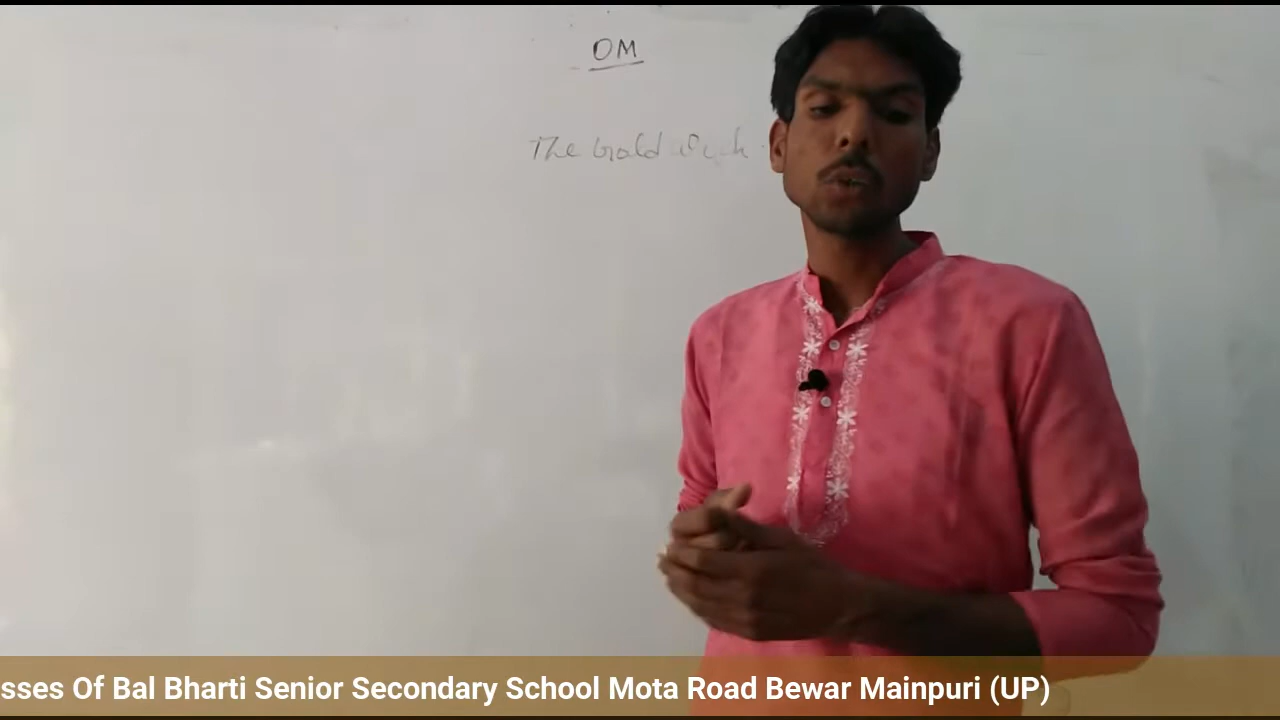 OM
The Gold
sses Of Bal Bharti Senior Secondary School Mota Road Bewar Mainpuri (UP)